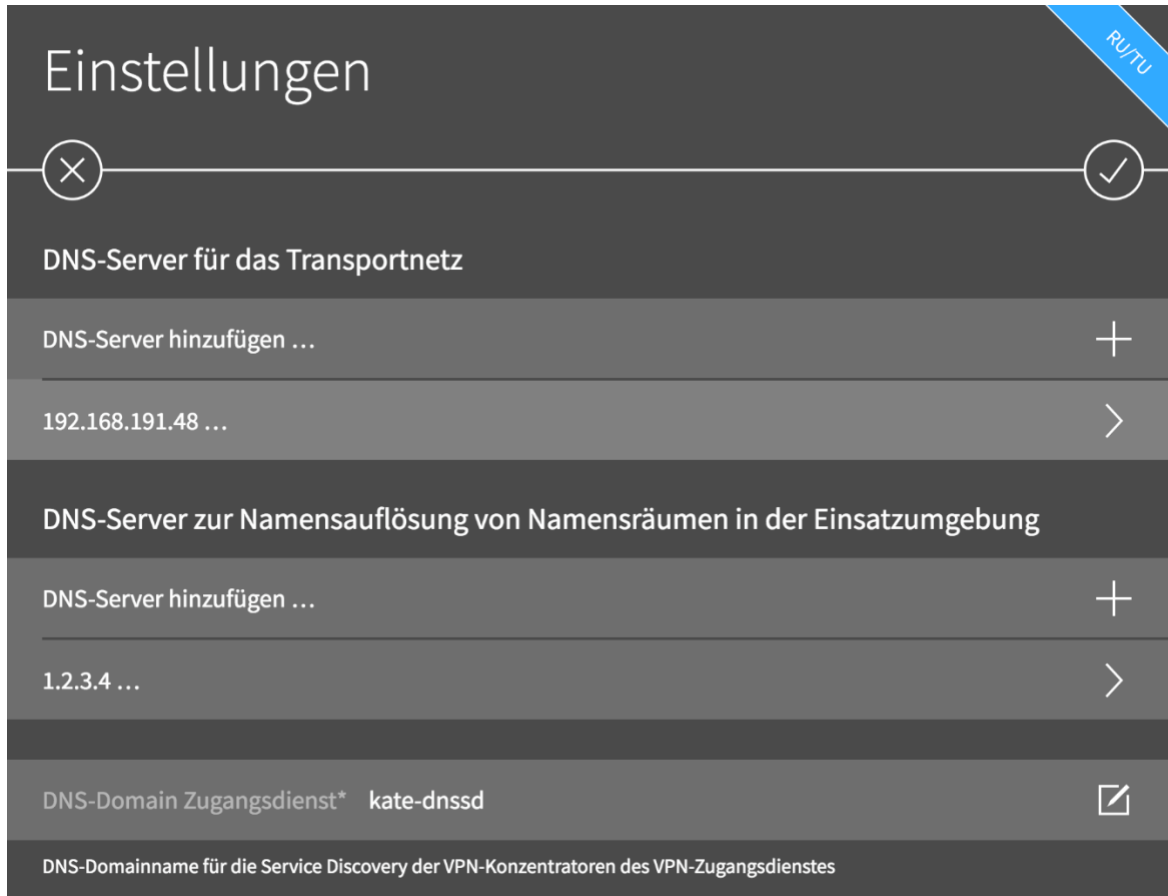 RU/TU
Einstellungen
DNS-Server für das Transportnetz
DNS-Server hinzufügen ...
192.168.191.48 ...
DNS-Server zur Namensauflösung von Namensräumen in der Einsatzumgebung
DNS-Server hinzufügen ...
1.2.3.4 ...
DNS-Domain Zugangsdienst* kate-dnssd
DNS-Domainname für die Service Discovery der VPN-Konzentratoren des VPN-Zugangsdienstes